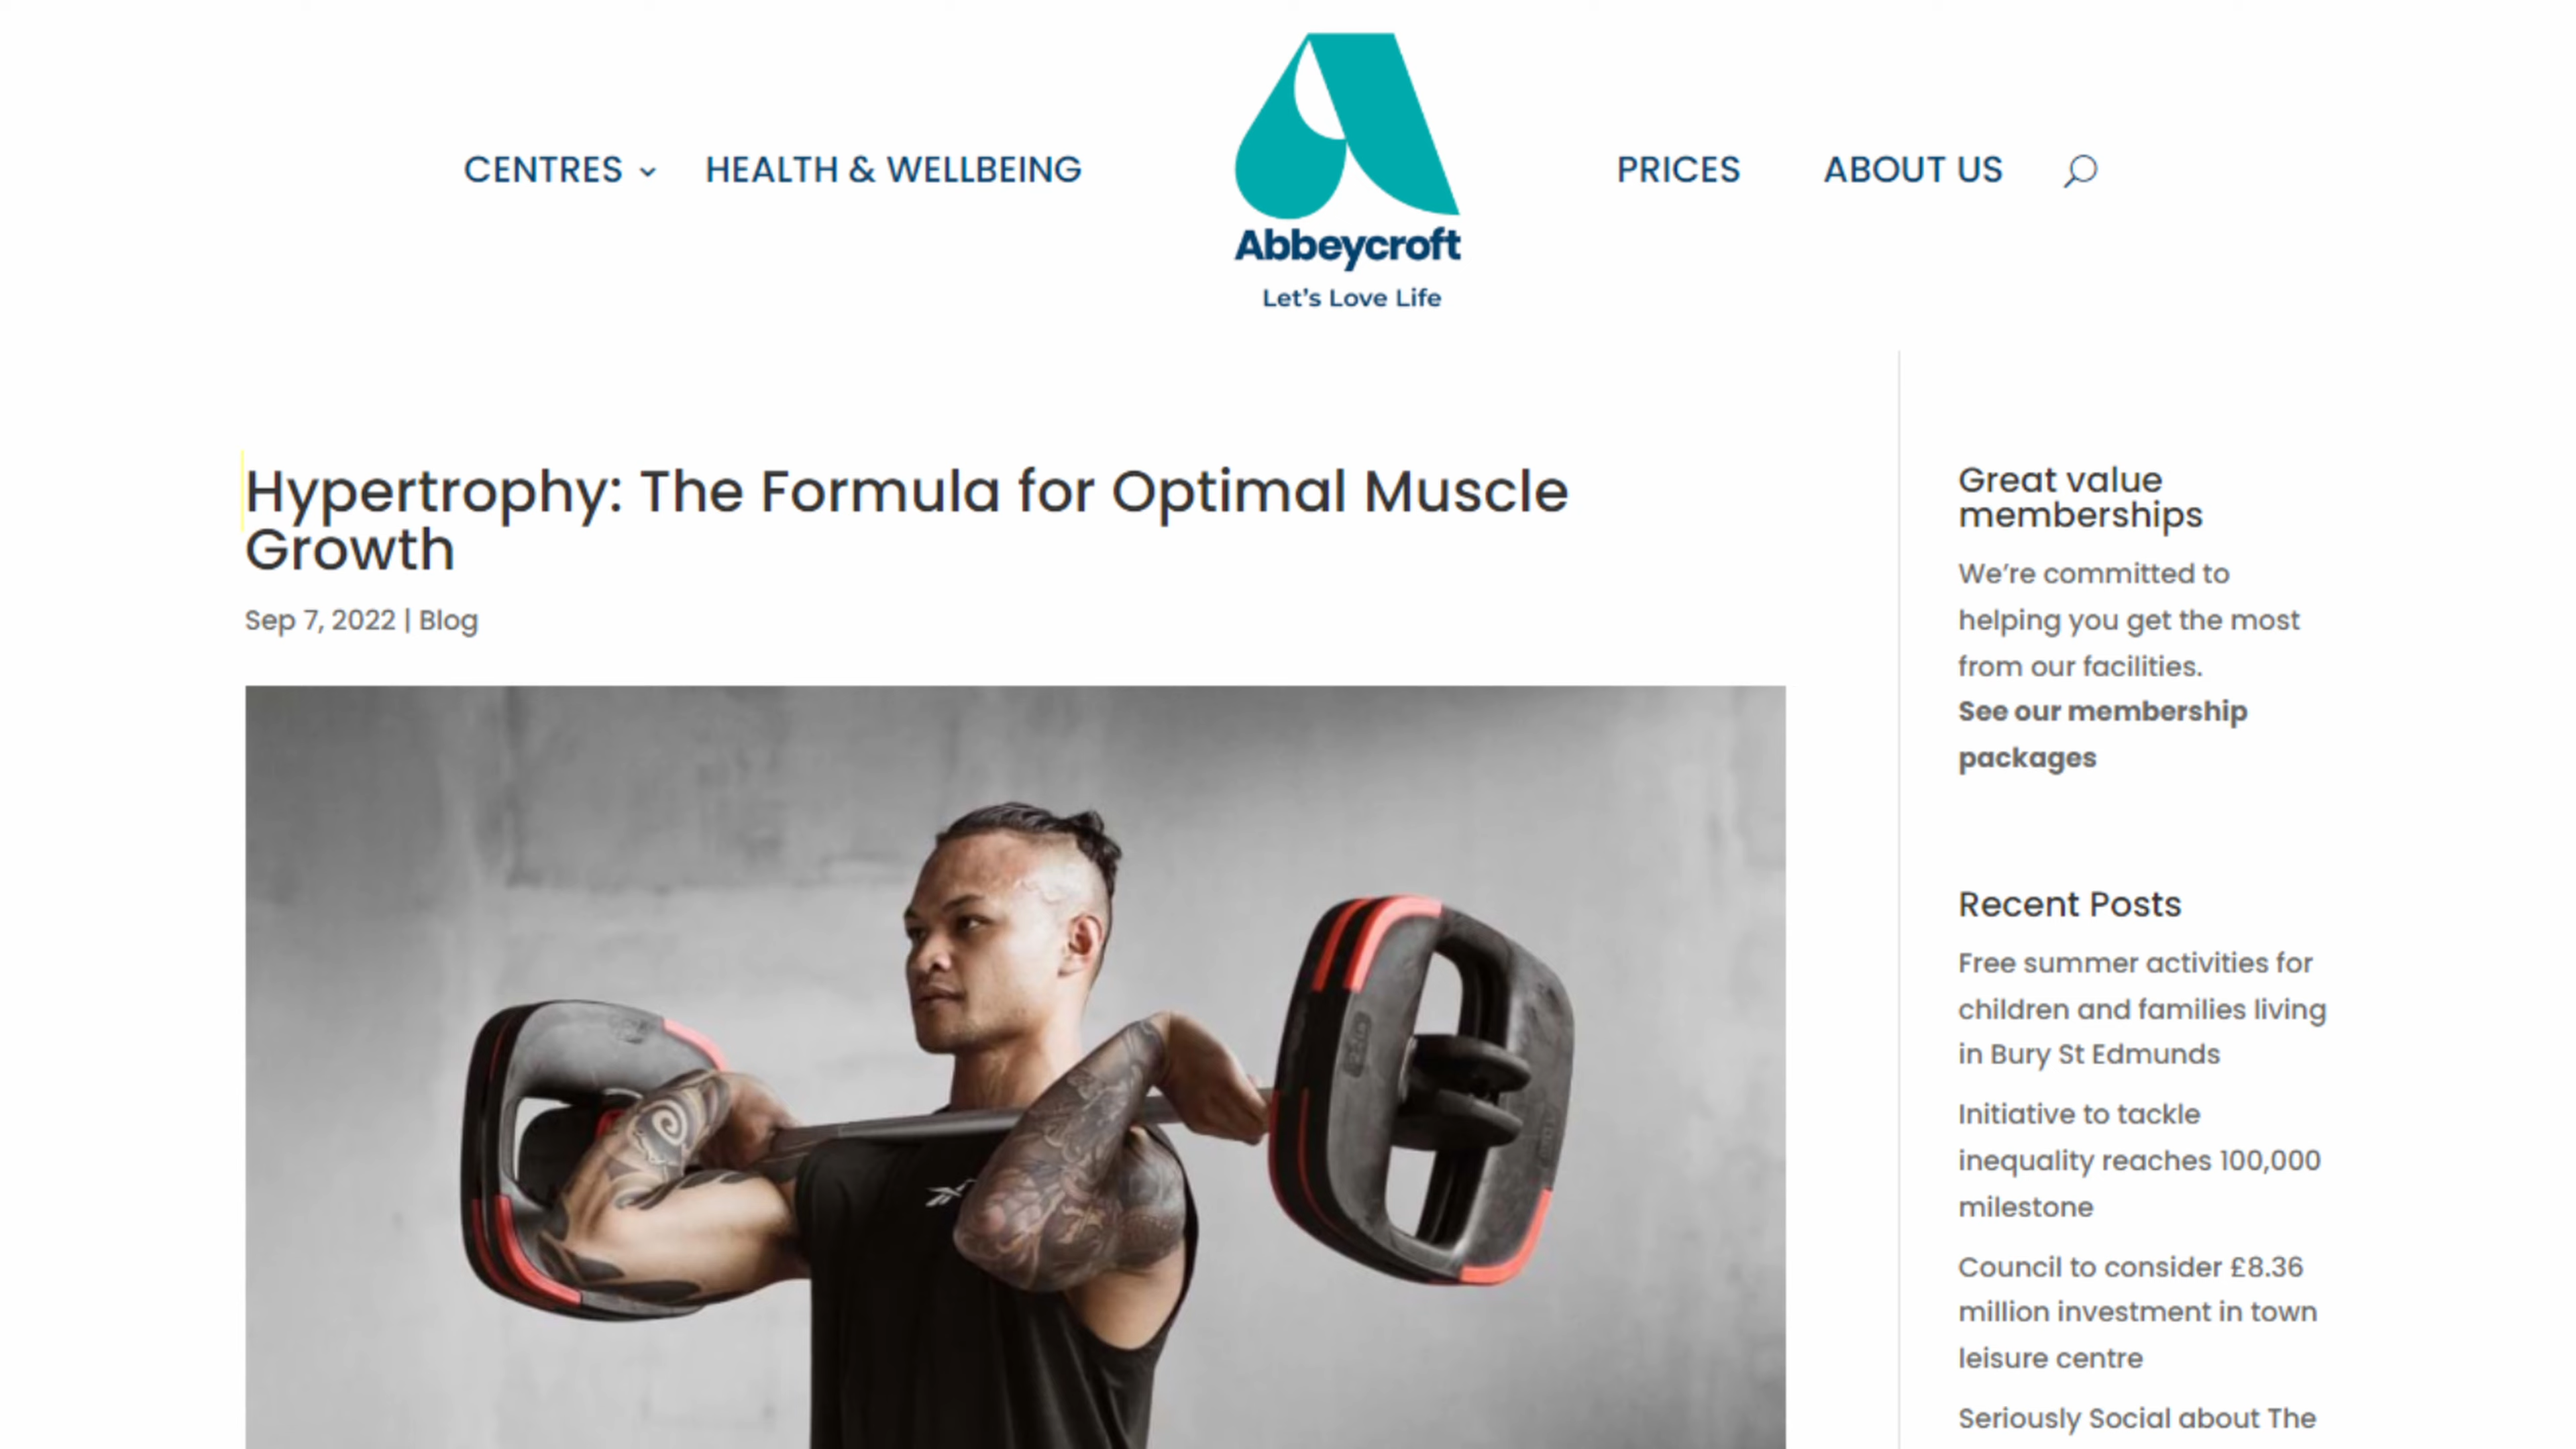 CENTRES
HEALTH & WELLBEING
Abbeycroft
Let's Love Life
PRICES
ABOUT US
Hypertrophy: The Formula for Optimal Muscle
Growth
Sep 7, 2022 | Blog
Great value
memberships
We're committed to
helping you get the most
from our facilities.
See our membership
packages
Recent Posts
Free summer activities for
children and families living
in Bury St Edmunds
Initiative to tackle
inequality reaches 100,000
milestone
Council to consider £8.36
million investment in town
leisure centre
Seriously Social about The